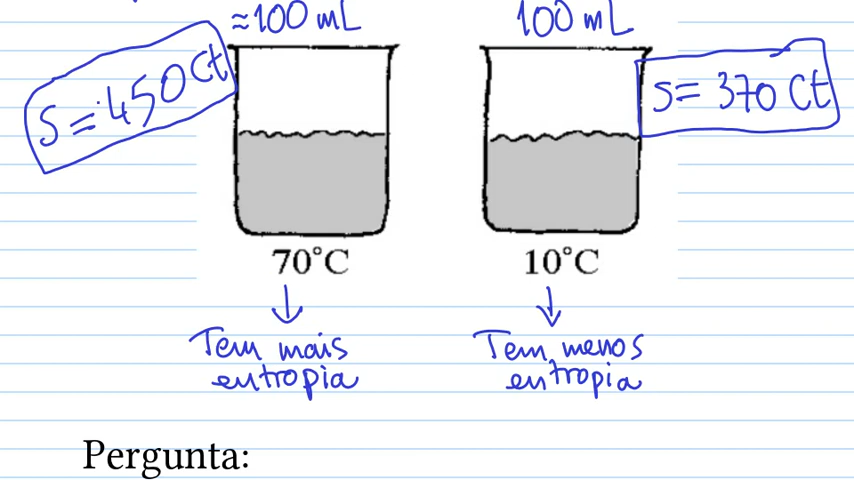 ≈100 mL
100 mL
S = 450 Ct
S = 370 Ct
70°C
10°C
Tem mais
entropia
Tem menos
entropia
Pergunta: